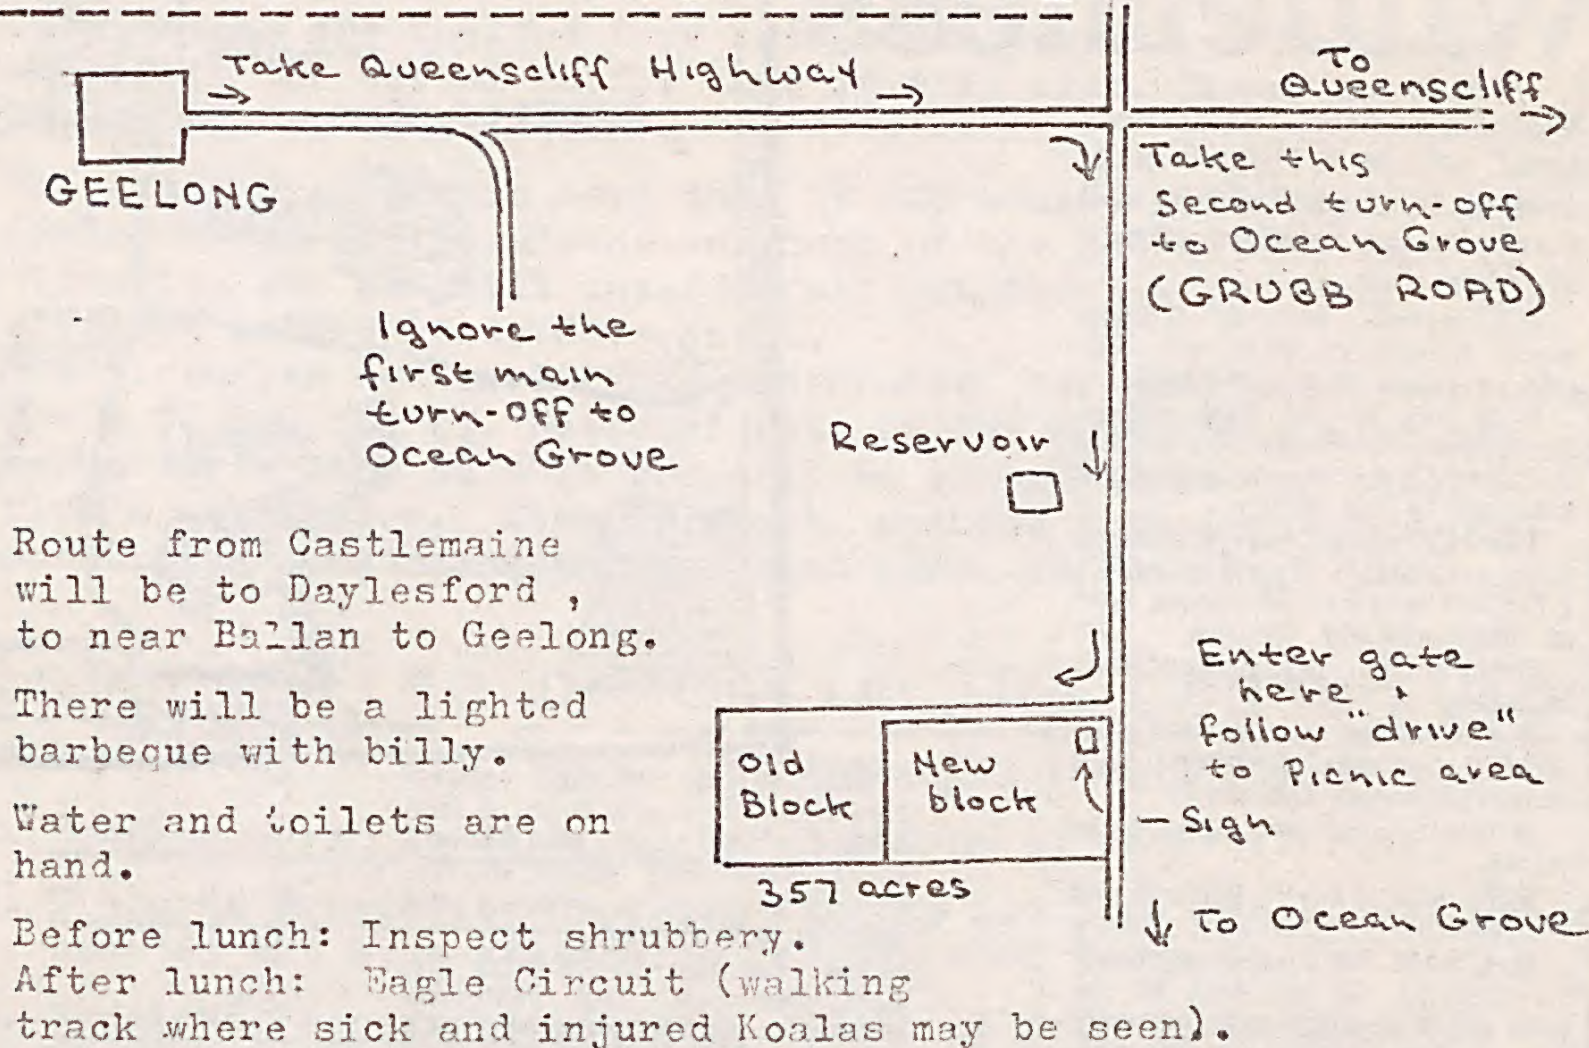 Take Queenscliff Highway
To
Queenscliff
GEELONG
Take this
second turn-off
to Ocean Grove
(GRUBB ROAD)
Ignore the
first main
turn-off to
Ocean Grove
Reservoir
Route from Castlemaine
will be to Daylesford ,
to near Ballan to Geelong.
There will be a lighted
barbeque with billy.
Water and toilets are on
hand.
Enter gate
here &
follow "drive"
to Picnic area
Old
Block
New
block
- Sign
357 acres
To Ocean Grove
Before lunch: Inspect shrubbery.
After lunch: Eagle Circuit (walking
track where sick and injured Koalas may be seen).